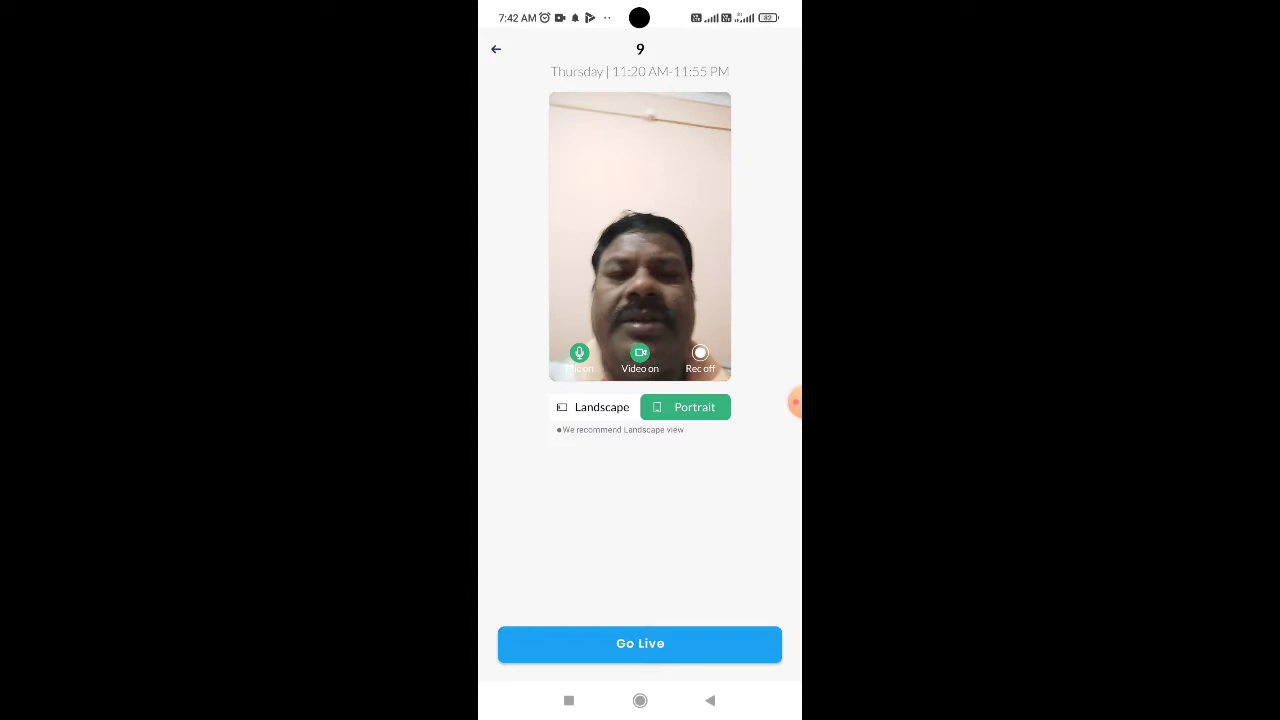 7:42 AM
82
9
Thursday | 11:20 AM-11:55 PM
Video on
Rec off
Landscape
Portrait
●We recommend Landscape view
Go Live